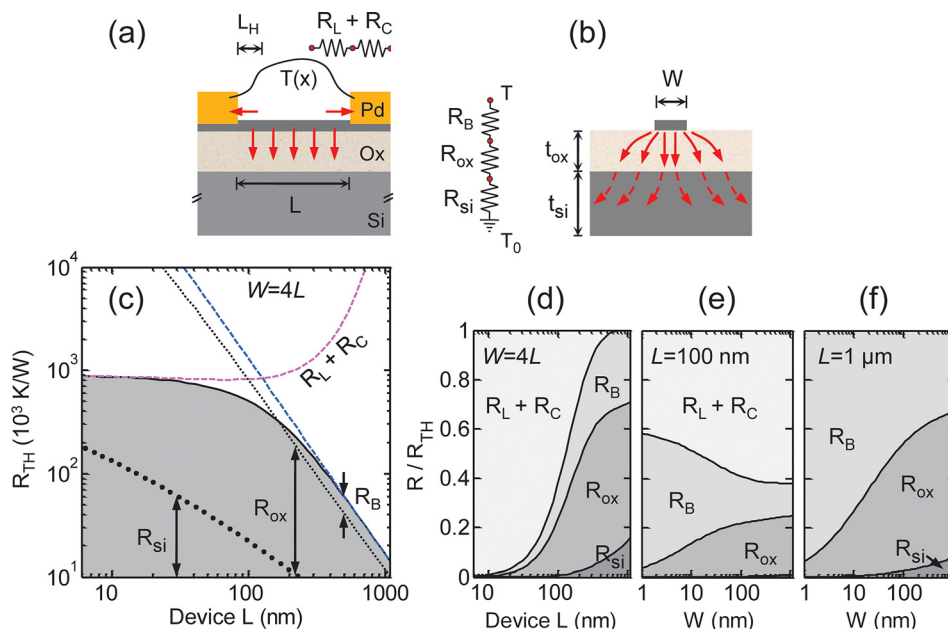 (a)
L_H
R_L + R_C
T(x)
Pd
Ox
L
Si
(b)
W
T
R_B
R_ox
R_si
T_0
t_ox
t_si
(c)
W=4L
R_TH (10^3 K/W)
10^4
10^3
10^2
10^1
R_L + R_C
R_B
R_ox
R_si
10 100 1000
Device L (nm)
(d) (e) (f)
R / R_TH
1
0.8
0.6
0.4
0.2
0
W=4L
R_L + R_C
R_B
R_ox
R_si
10 100
Device L (nm)
L=100 nm
R_L + R_C
R_B
R_ox
1 10 100
W (nm)
L=1 µm
R_B
R_ox
R_si
1 10 100
W (nm)